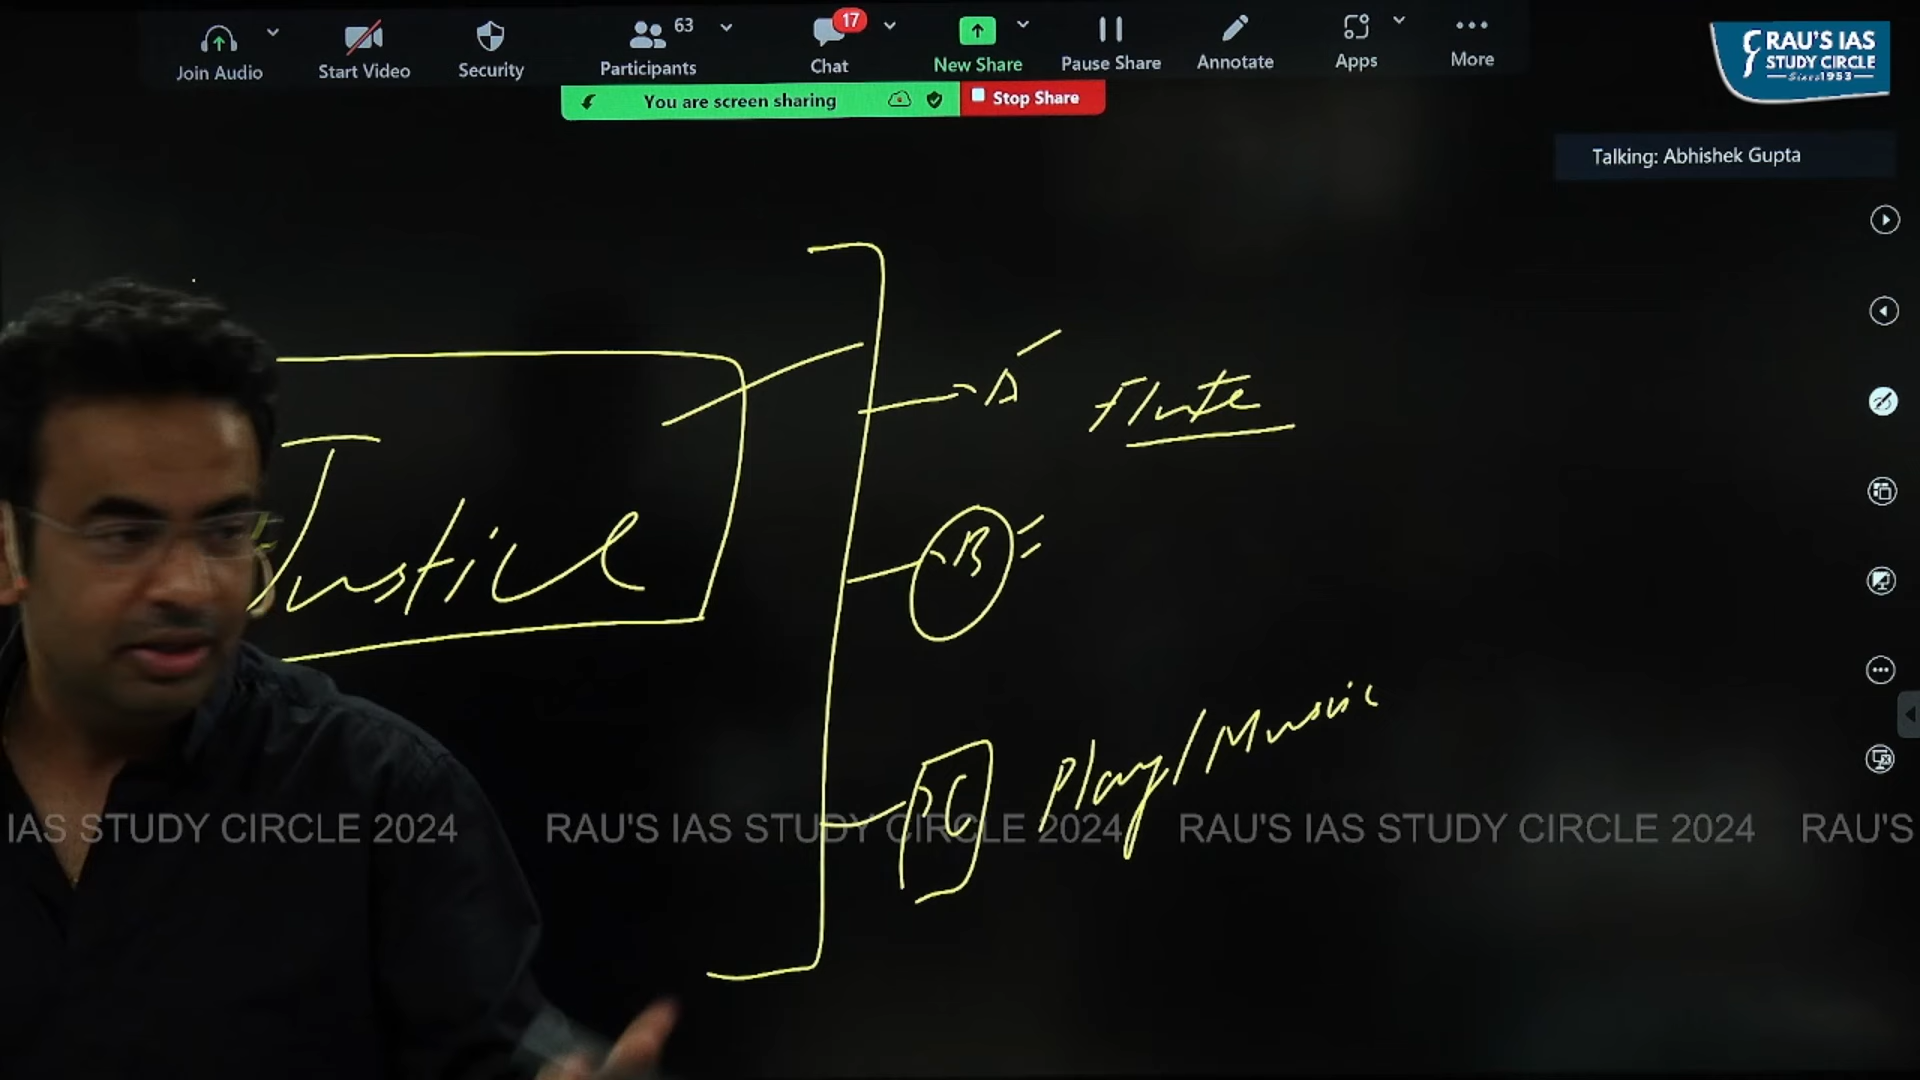 Join Audio
Start Video
Security
Participants
63
Chat
17
New Share
Pause Share
Annotate
Apps
More
RAU'S IAS
STUDY CIRCLE
Since 1953
You are screen sharing
Stop Share
Talking: Abhishek Gupta
A
Flute
Justice
B
C
Play/Music
IAS STUDY CIRCLE 2024 RAU'S IAS STUDY CIRCLE 2024 RAU'S IAS STUDY CIRCLE 2024 RAU'S